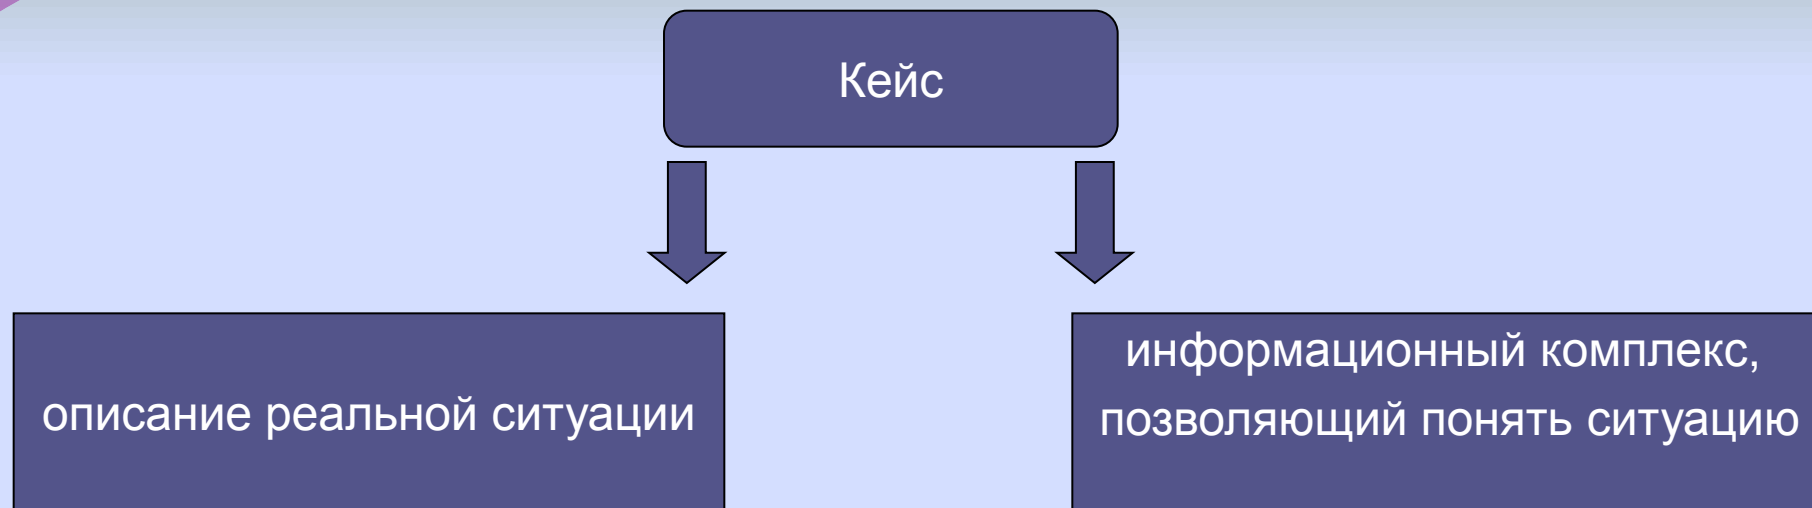 Кейс
описание реальной ситуации
информационный комплекс,
позволяющий понять ситуацию